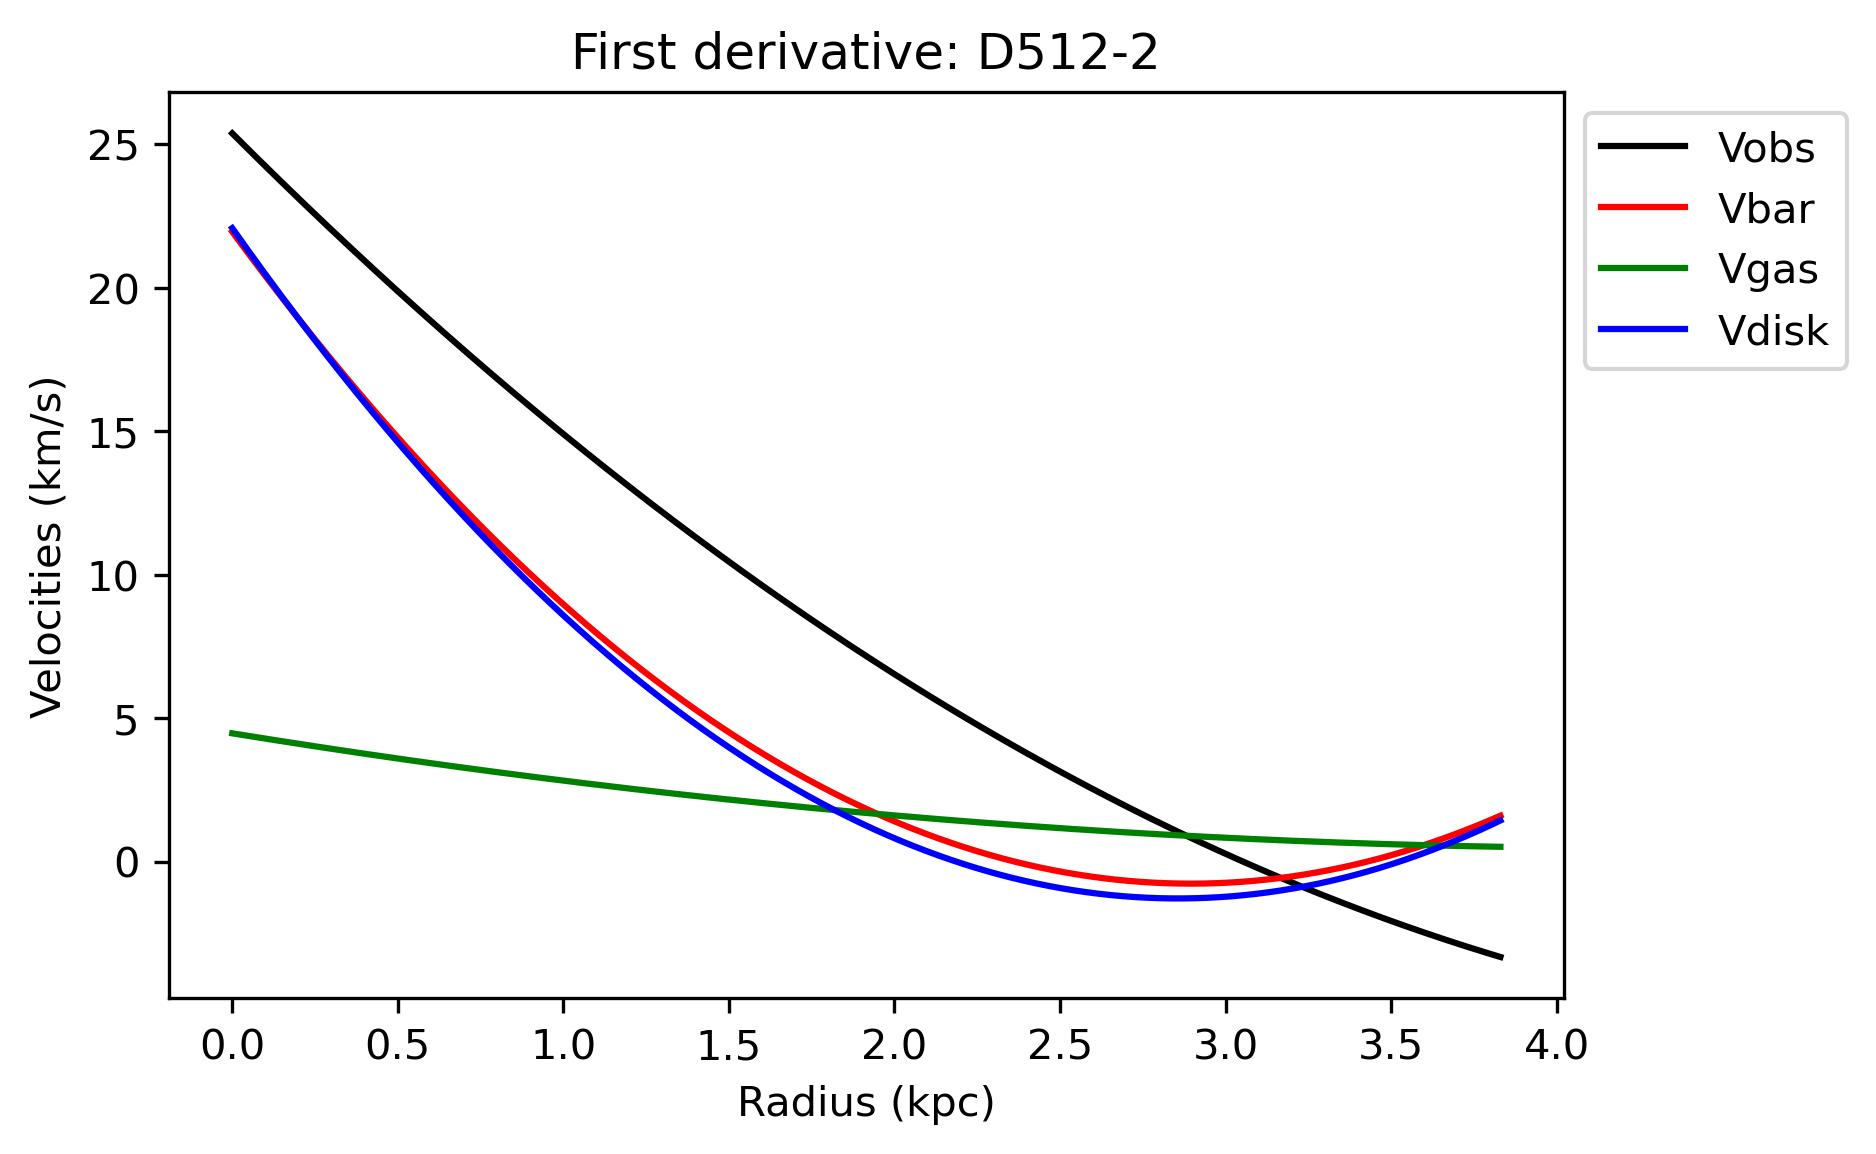 First derivative: D512-2
25
20
15
10
5
0
Velocities (km/s)
0.0 0.5 1.0 1.5 2.0 2.5 3.0 3.5 4.0
Radius (kpc)
Vobs
Vbar
Vgas
Vdisk